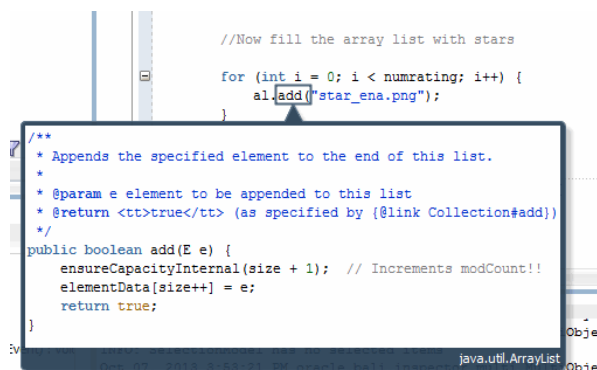 //Now fill the array list with stars
for (int i = 0; i < numrating; i++) {
al.add("star_ena.png");
}
/**
* Appends the specified element to the end of this list.
*
* @param e element to be appended to this list
* @return <tt>true</tt> (as specified by {@link Collection#add})
*/
public boolean add(E e) {
ensureCapacityInternal(size + 1);  // Increments modCount!!
elementData[size++] = e;
return true;
}
java.util.ArrayList